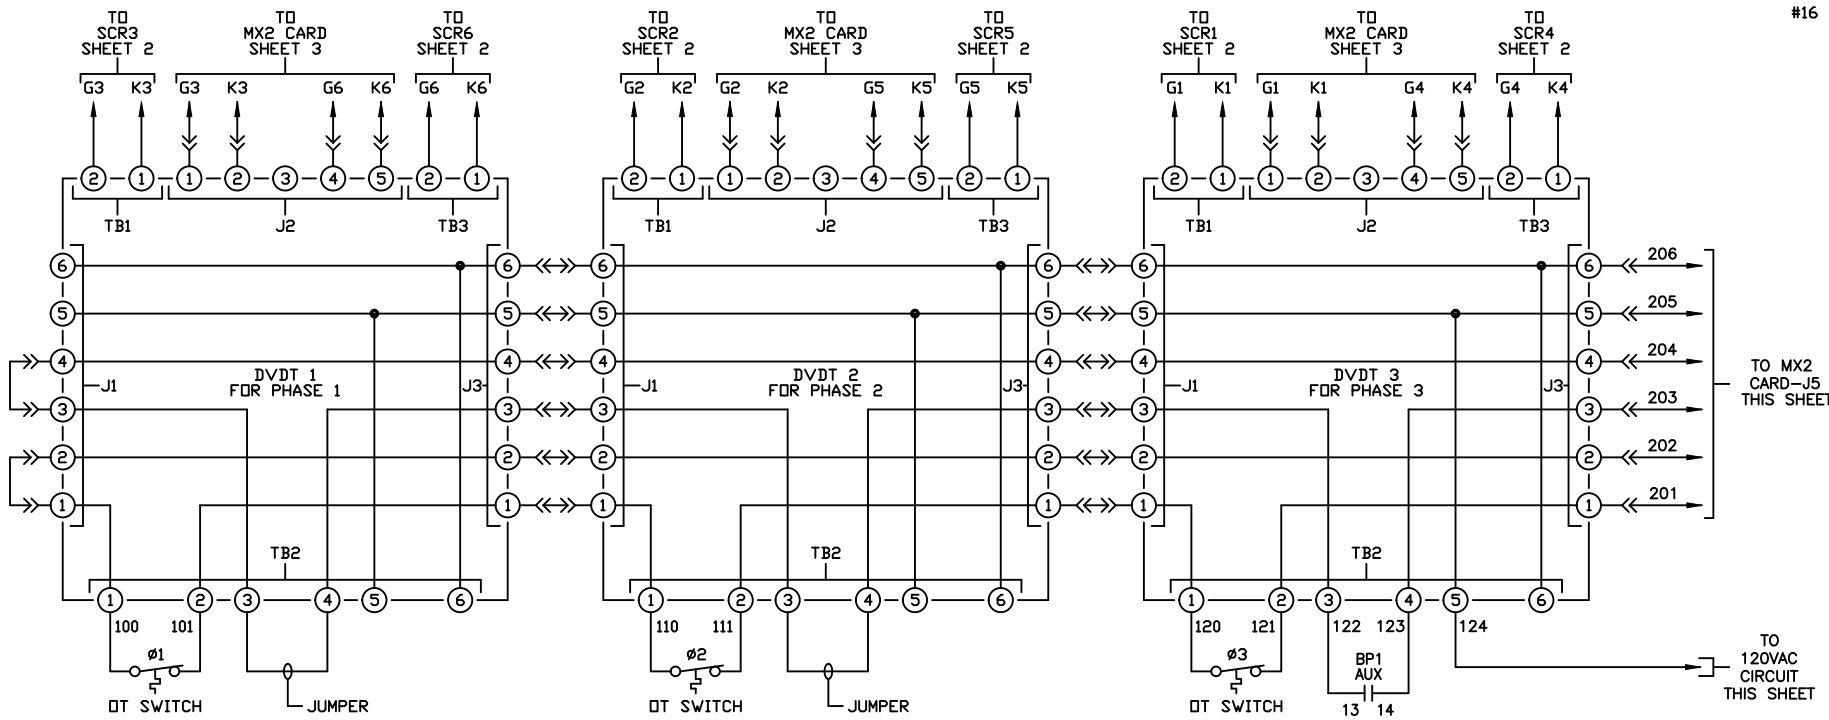 #16
TO TO TO TO TO TO TO TO TO
SCR3 MX2 CARD SCR6 SCR2 MX2 CARD SCR5 SCR1 MX2 CARD SCR4
SHEET 2 SHEET 3 SHEET 2 SHEET 2 SHEET 3 SHEET 2 SHEET 2 SHEET 3 SHEET 2
G3 K3 G3 K3 G6 K6 G6 K6 G2 K2 G2 K2 G5 K5 G5 K5 G1 K1 G1 K1 G4 K4 G4 K4
2 1 1 2 3 4 5 2 1 2 1 1 2 3 4 5 2 1 2 1 1 2 3 4 5 2 1
TB1 J2 TB3 TB1 J2 TB3 TB1 J2 TB3
6 6 6 6 6 6 206
5 5 5 5 5 5 205
4 4 4 4 4 4 204
DVDT 1 DVDT 2 DVDT 3
J1 FOR PHASE 1 J3 J1 FOR PHASE 2 J3 J1 FOR PHASE 3 J3
TO MX2
CARD-J5
THIS SHEET
3 3 3 3 3 3 203
2 2 2 2 2 2 202
1 1 1 1 1 1 201
TB2 TB2 TB2
1 2 3 4 5 6 1 2 3 4 5 6 1 2 3 4 5 6
100 101 110 111 120 121 122 123 124
Ø1 Ø2 Ø3 BP1
AUX
OT SWITCH JUMPER OT SWITCH JUMPER OT SWITCH 13 14
TO
120VAC
CIRCUIT
THIS SHEET